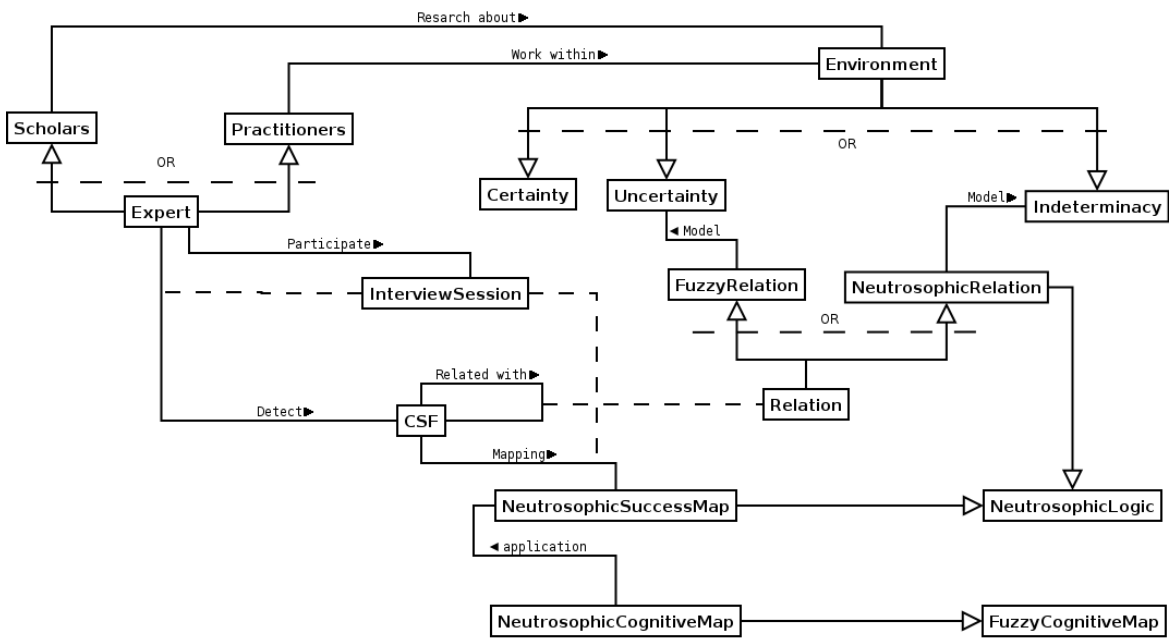 Resarch about
Work within
Environment
Scholars
Practitioners
OR
OR
Certainty
Uncertainty
Model
Indeterminacy
Expert
Model
Participate
FuzzyRelation
NeutrosophicRelation
InterviewSession
OR
Related with
Relation
Detect
CSF
Mapping
NeutrosophicSuccessMap
NeutrosophicLogic
application
NeutrosophicCognitiveMap
FuzzyCognitiveMap